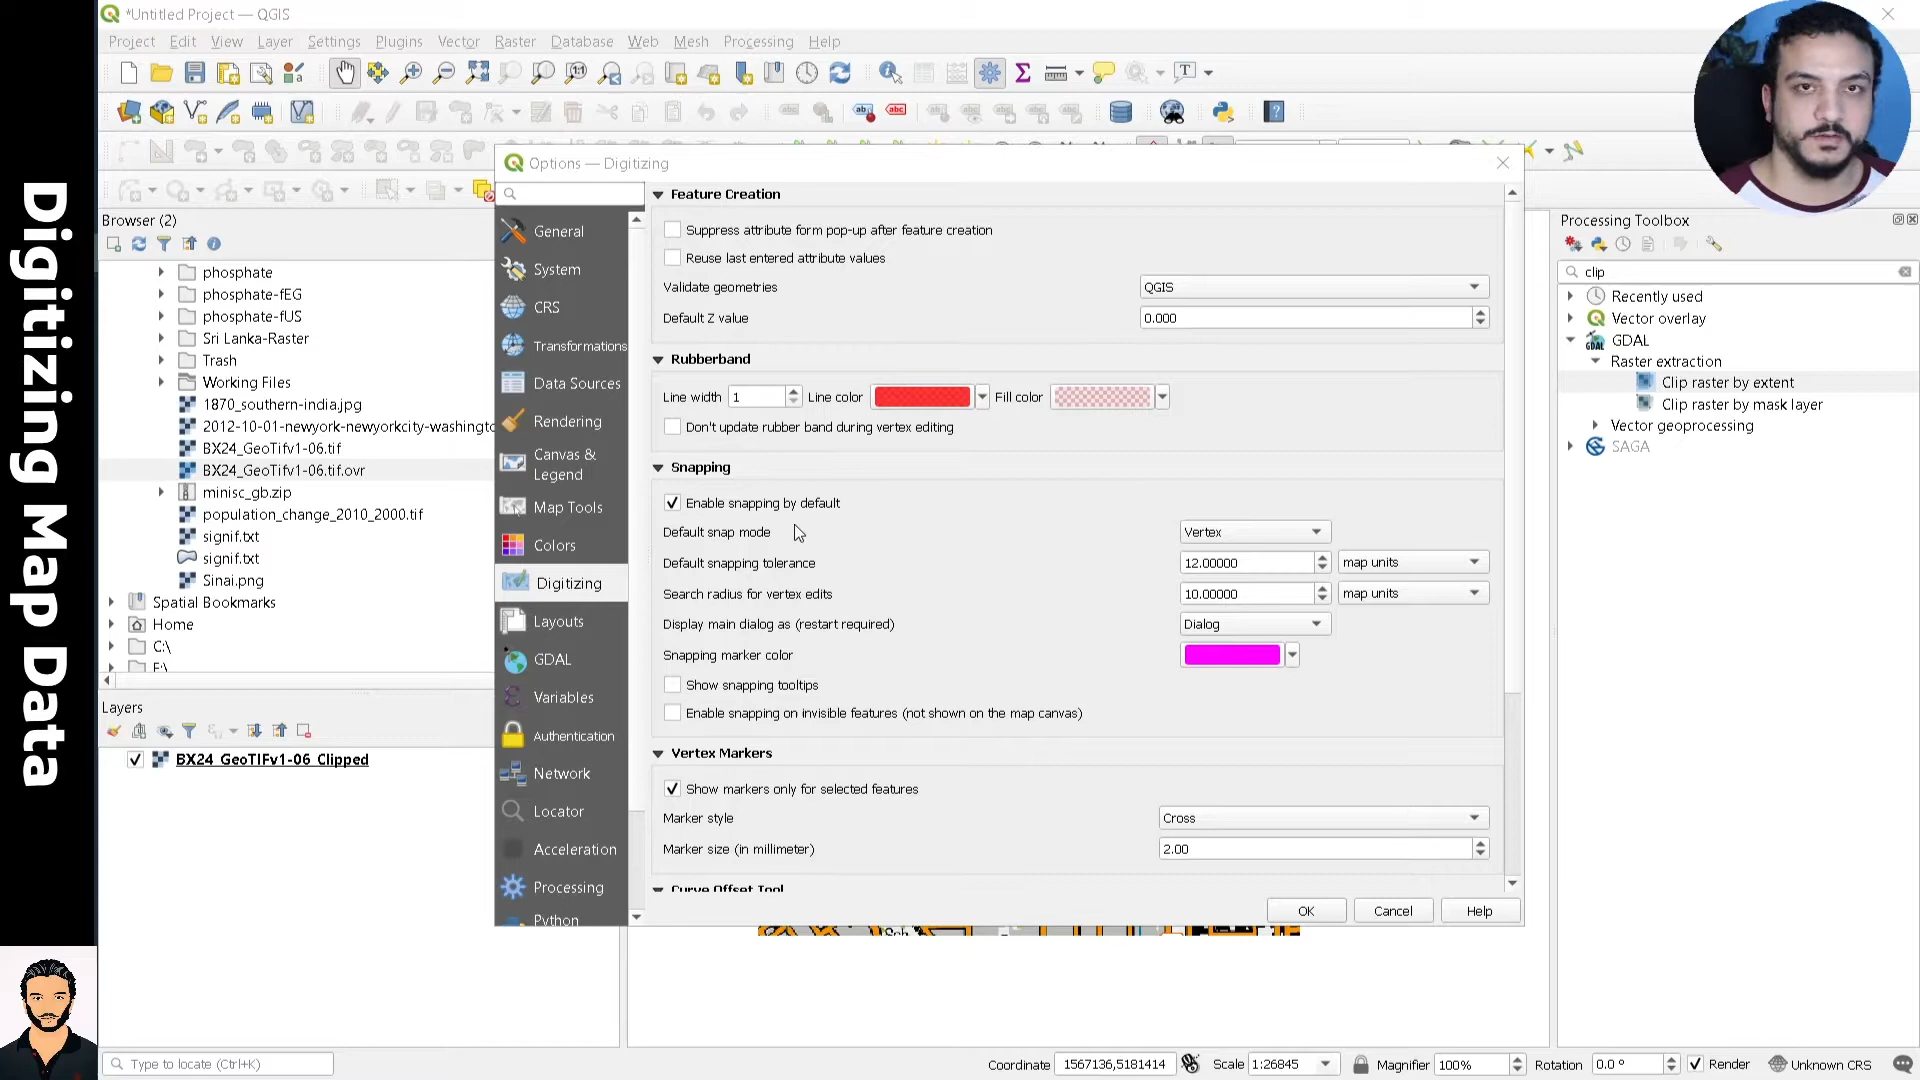 *Untitled Project — QGIS
Project Edit View Layer Settings Plugins Vector Raster Database Web Mesh Processing Help
Digitizing Map Data
Browser (2)
phosphate
phosphate-fEG
phosphate-fUS
Sri Lanka-Raster
Trash
Working Files
1870_southern-india.jpg
2012-10-01-newyork-newyorkcity-washingto
BX24_GeoTifv1-06.tif
BX24_GeoTifv1-06.tif.ovr
minisc_gb.zip
population_change_2010_2000.tif
signif.txt
signif.txt
Sinai.png
Spatial Bookmarks
Home
C:\
Layers
BX24_GeoTIFv1-06_Clipped
Options — Digitizing
General
System
CRS
Transformations
Data Sources
Rendering
Canvas &
Legend
Map Tools
Colors
Digitizing
Layouts
GDAL
Variables
Authentication
Network
Locator
Acceleration
Processing
Python
Feature Creation
Suppress attribute form pop-up after feature creation
Reuse last entered attribute values
Validate geometries QGIS
Default Z value 0.000
Rubberband
Line width 1 Line color Fill color
Don't update rubber band during vertex editing
Snapping
Enable snapping by default
Default snap mode Vertex
Default snapping tolerance 12.00000 map units
Search radius for vertex edits 10.00000 map units
Display main dialog as (restart required) Dialog
Snapping marker color
Show snapping tooltips
Enable snapping on invisible features (not shown on the map canvas)
Vertex Markers
Show markers only for selected features
Marker style Cross
Marker size (in millimeter) 2.00
Curve Offset Tool
OK Cancel Help
Processing Toolbox
clip
Recently used
Vector overlay
GDAL
Raster extraction
Clip raster by extent
Clip raster by mask layer
Vector geoprocessing
SAGA
Type to locate (Ctrl+K)
Coordinate 1567136,5181414 Scale 1:26845 Magnifier 100% Rotation 0.0 ° Render Unknown CRS